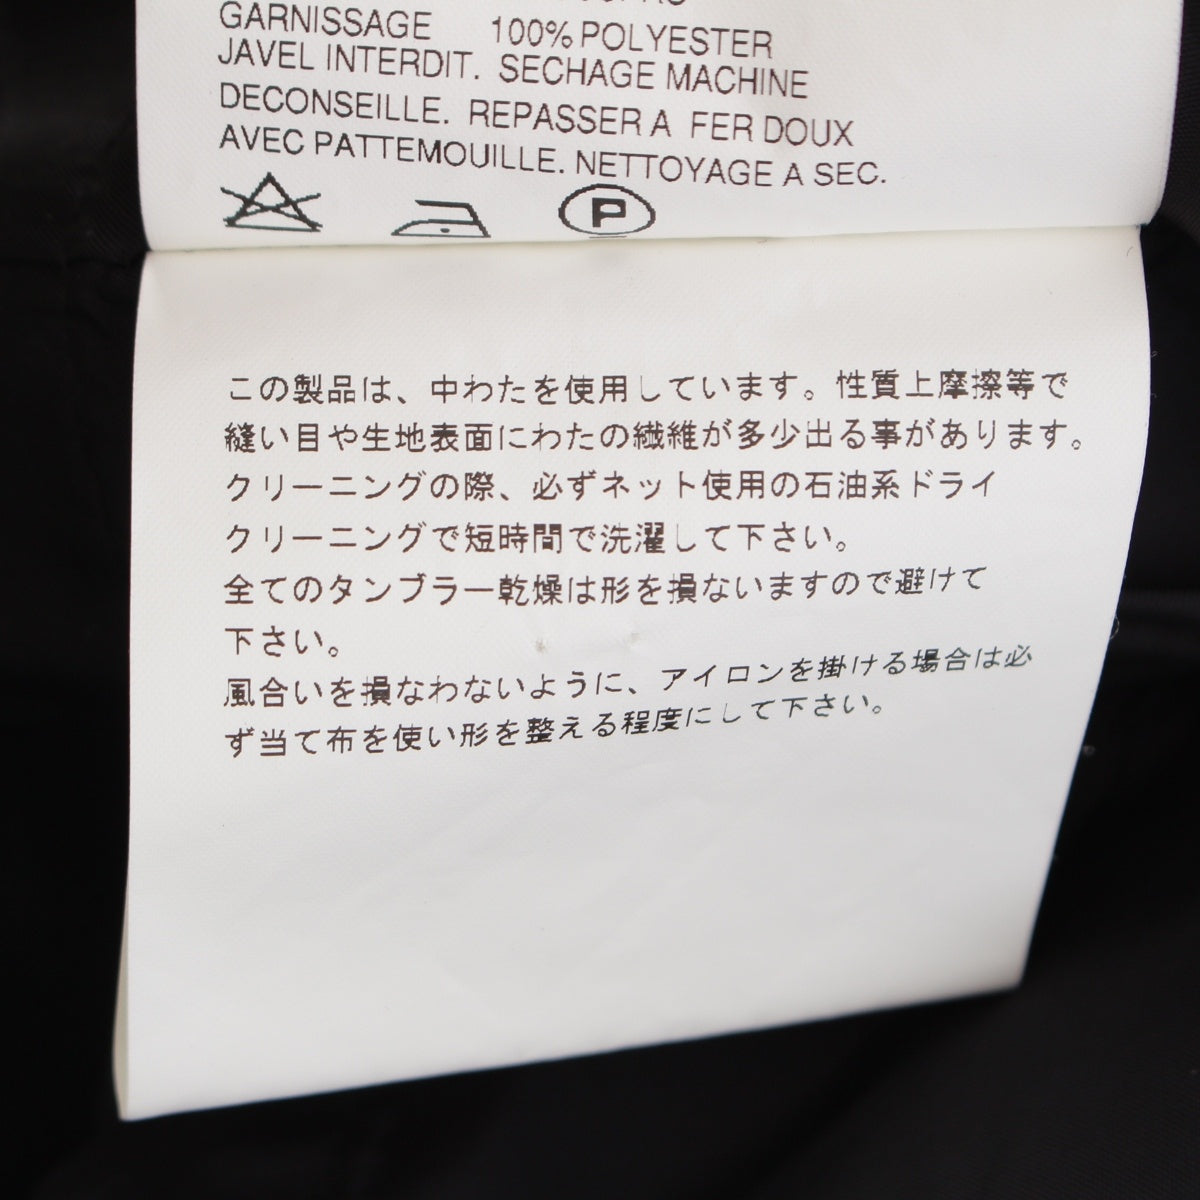 GARNISSAGE 100% POLYESTER
JAVEL INTERDIT. SECHAGE MACHINE
DECONSEILLE. REPASSER A FER DOUX
AVEC PATTEMOUILLE. NETTOYAGE A SEC.
P
この製品は、中わたを使用しています。性質上摩擦等で
縫い目や生地表面にわたの繊維が多少出る事があります。
クリーニングの際、必ずネット使用の石油系ドライ
クリーニングで短時間で洗濯して下さい。
全てのタンブラー乾燥は形を損ないますので避けて
下さい。
風合いを損なわないように、アイロンを掛ける場合は必
ず当て布を使い形を整える程度にして下さい。